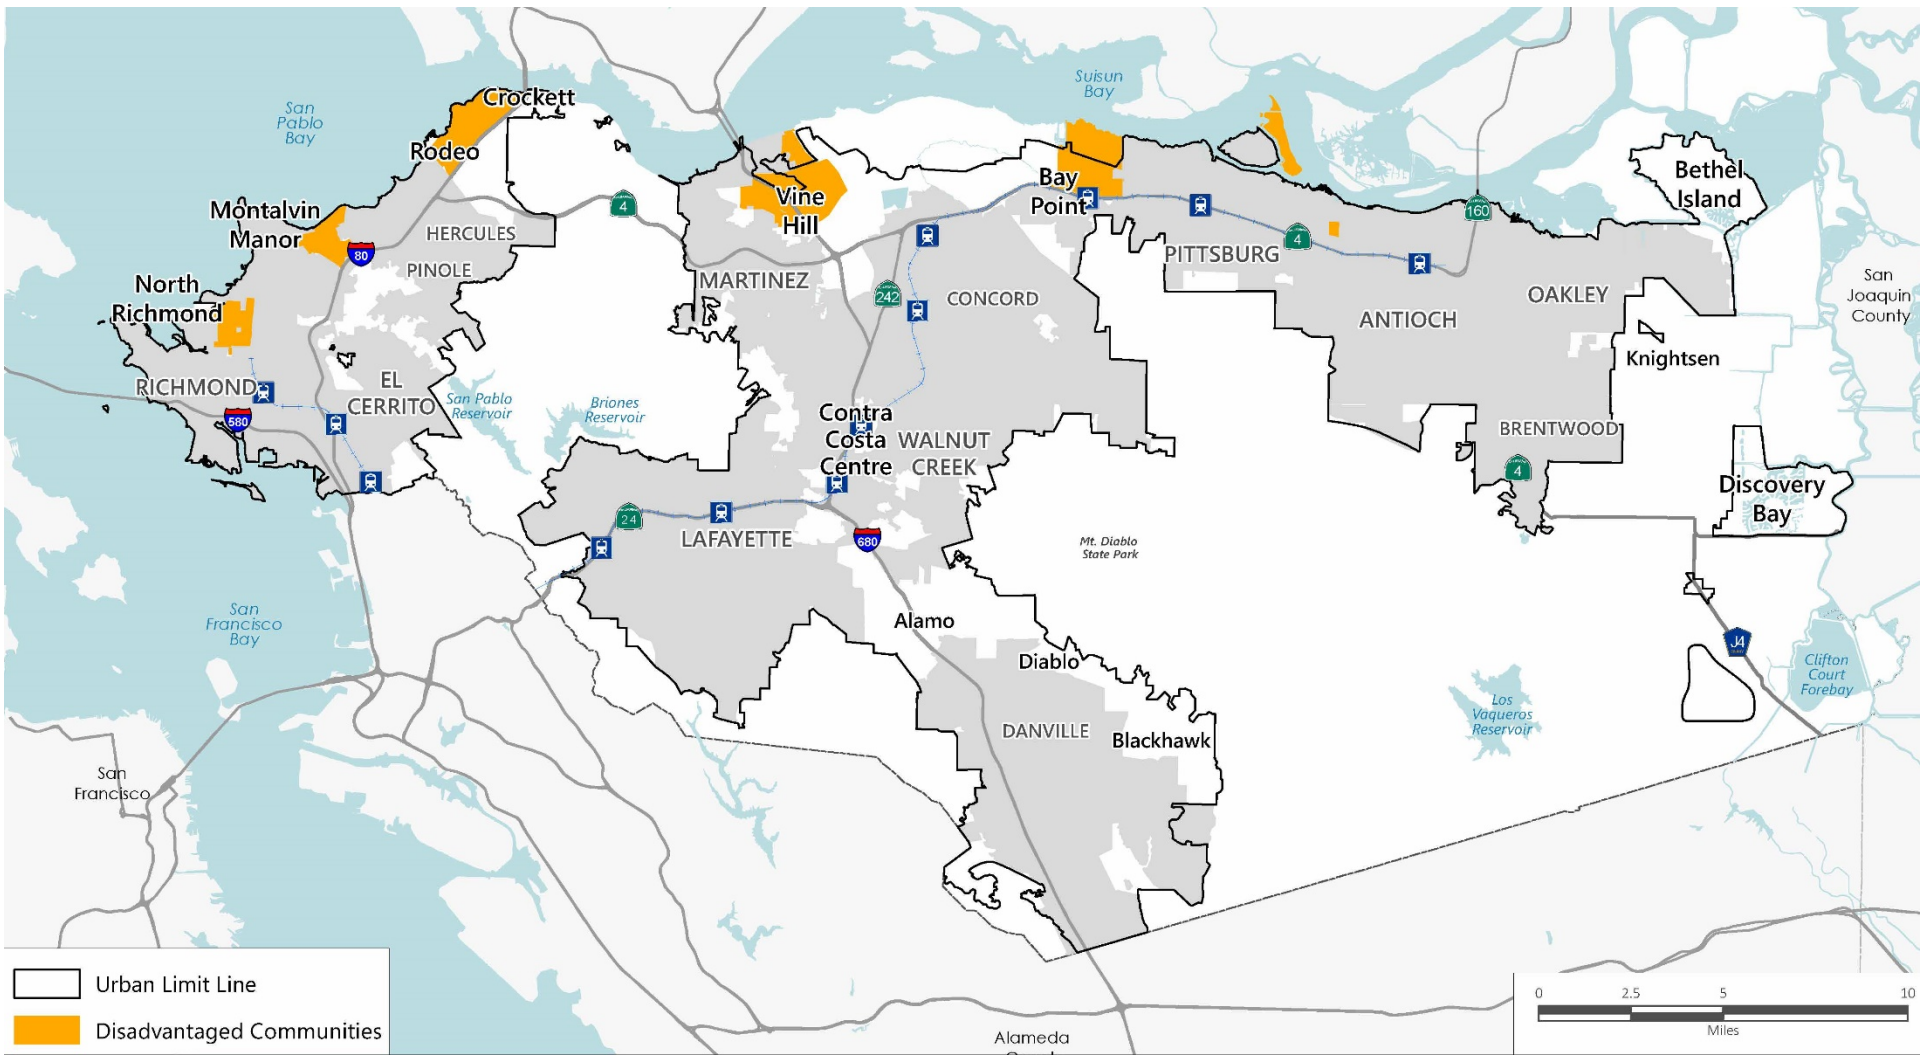 Crockett
San
Pablo
Bay
Suisun
Bay
Rodeo
Bay
Point
Bethel
Island
Vine
Hill
4
160
Montalvin
Manor
HERCULES
80
PINOLE
PITTSBURG
4
MARTINEZ
242
CONCORD
OAKLEY
San
Joaquin
County
North
Richmond
ANTIOCH
Knightsen
RICHMOND
EL
CERRITO
580
San Pablo
Reservoir
Briones
Reservoir
Contra
Costa
Centre
WALNUT
CREEK
BRENTWOOD
4
Discovery
Bay
24
LAFAYETTE
680
Mt. Diablo
State Park
San
Francisco
Bay
Alamo
Diablo
J4
Clifton
Court
Forebay
Los
Vaqueros
Reservoir
DANVILLE
Blackhawk
San
Francisco
Urban Limit Line
Disadvantaged Communities
0 2.5 5 10
Miles
Alameda